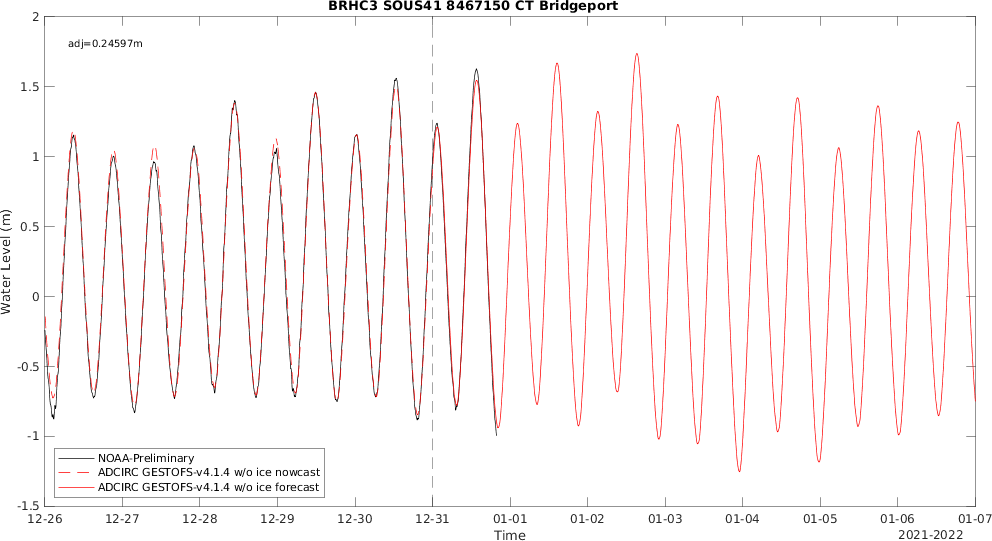 BRHC3 SOUS41 8467150 CT Bridgeport
adj=0.24597m
Water Level (m)
2
1.5
1
0.5
0
-0.5
-1
-1.5
NOAA-Preliminary
ADCIRC GESTOFS-v4.1.4 w/o ice nowcast
ADCIRC GESTOFS-v4.1.4 w/o ice forecast
12-26 12-27 12-28 12-29 12-30 12-31 01-01 01-02 01-03 01-04 01-05 01-06 01-07
Time
2021-2022